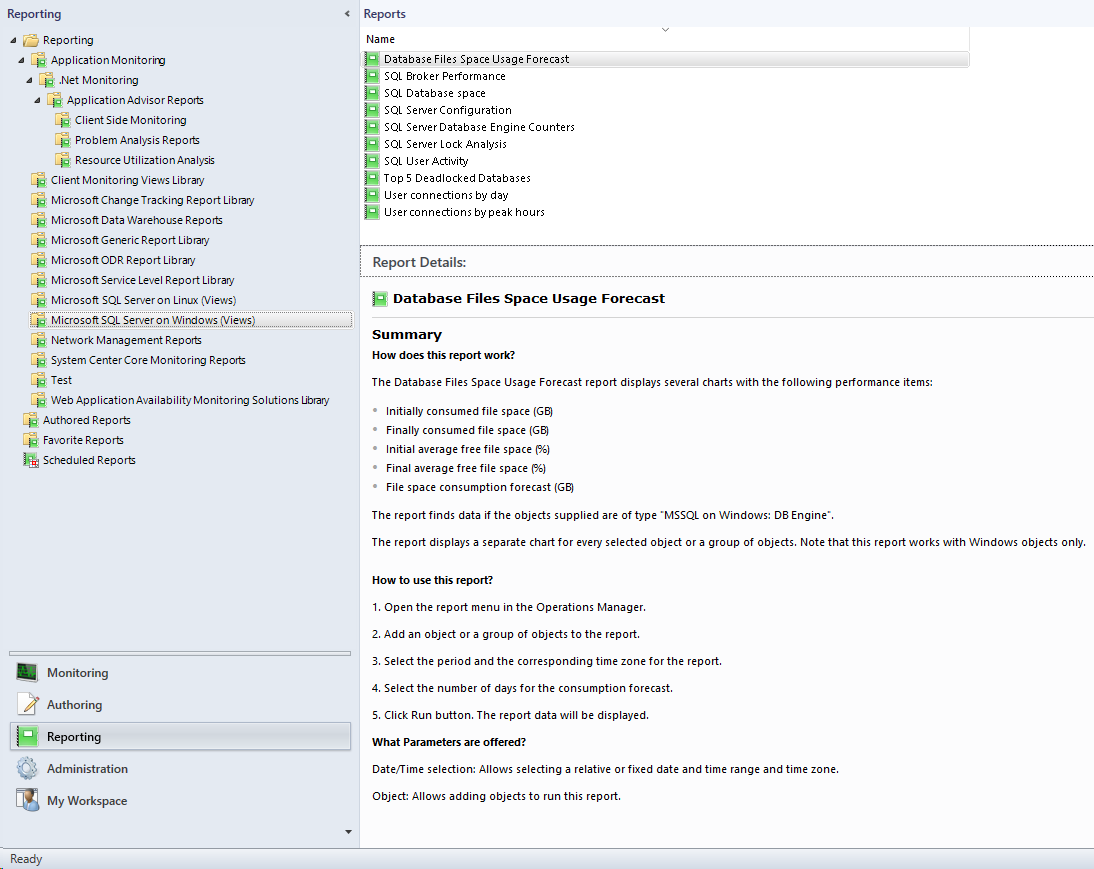 Reporting
Reporting
Application Monitoring
.Net Monitoring
Application Advisor Reports
Client Side Monitoring
Problem Analysis Reports
Resource Utilization Analysis
Client Monitoring Views Library
Microsoft Change Tracking Report Library
Microsoft Data Warehouse Reports
Microsoft Generic Report Library
Microsoft ODR Report Library
Microsoft Service Level Report Library
Microsoft SQL Server on Linux (Views)
Microsoft SQL Server on Windows (Views)
Network Management Reports
System Center Core Monitoring Reports
Test
Web Application Availability Monitoring Solutions Library
Authored Reports
Favorite Reports
Scheduled Reports
Monitoring
Authoring
Reporting
Administration
My Workspace
Reports
Name
Database Files Space Usage Forecast
SQL Broker Performance
SQL Database space
SQL Server Configuration
SQL Server Database Engine Counters
SQL Server Lock Analysis
SQL User Activity
Top 5 Deadlocked Databases
User connections by day
User connections by peak hours
Report Details:
Database Files Space Usage Forecast
Summary
How does this report work?
The Database Files Space Usage Forecast report displays several charts with the following performance items:
• Initially consumed file space (GB)
• Finally consumed file space (GB)
• Initial average free file space (%)
• Final average free file space (%)
• File space consumption forecast (GB)
The report finds data if the objects supplied are of type "MSSQL on Windows: DB Engine".
The report displays a separate chart for every selected object or a group of objects. Note that this report works with Windows objects only.
How to use this report?
1. Open the report menu in the Operations Manager.
2. Add an object or a group of objects to the report.
3. Select the period and the corresponding time zone for the report.
4. Select the number of days for the consumption forecast.
5. Click Run button. The report data will be displayed.
What Parameters are offered?
Date/Time selection: Allows selecting a relative or fixed date and time range and time zone.
Object: Allows adding objects to run this report.
Ready